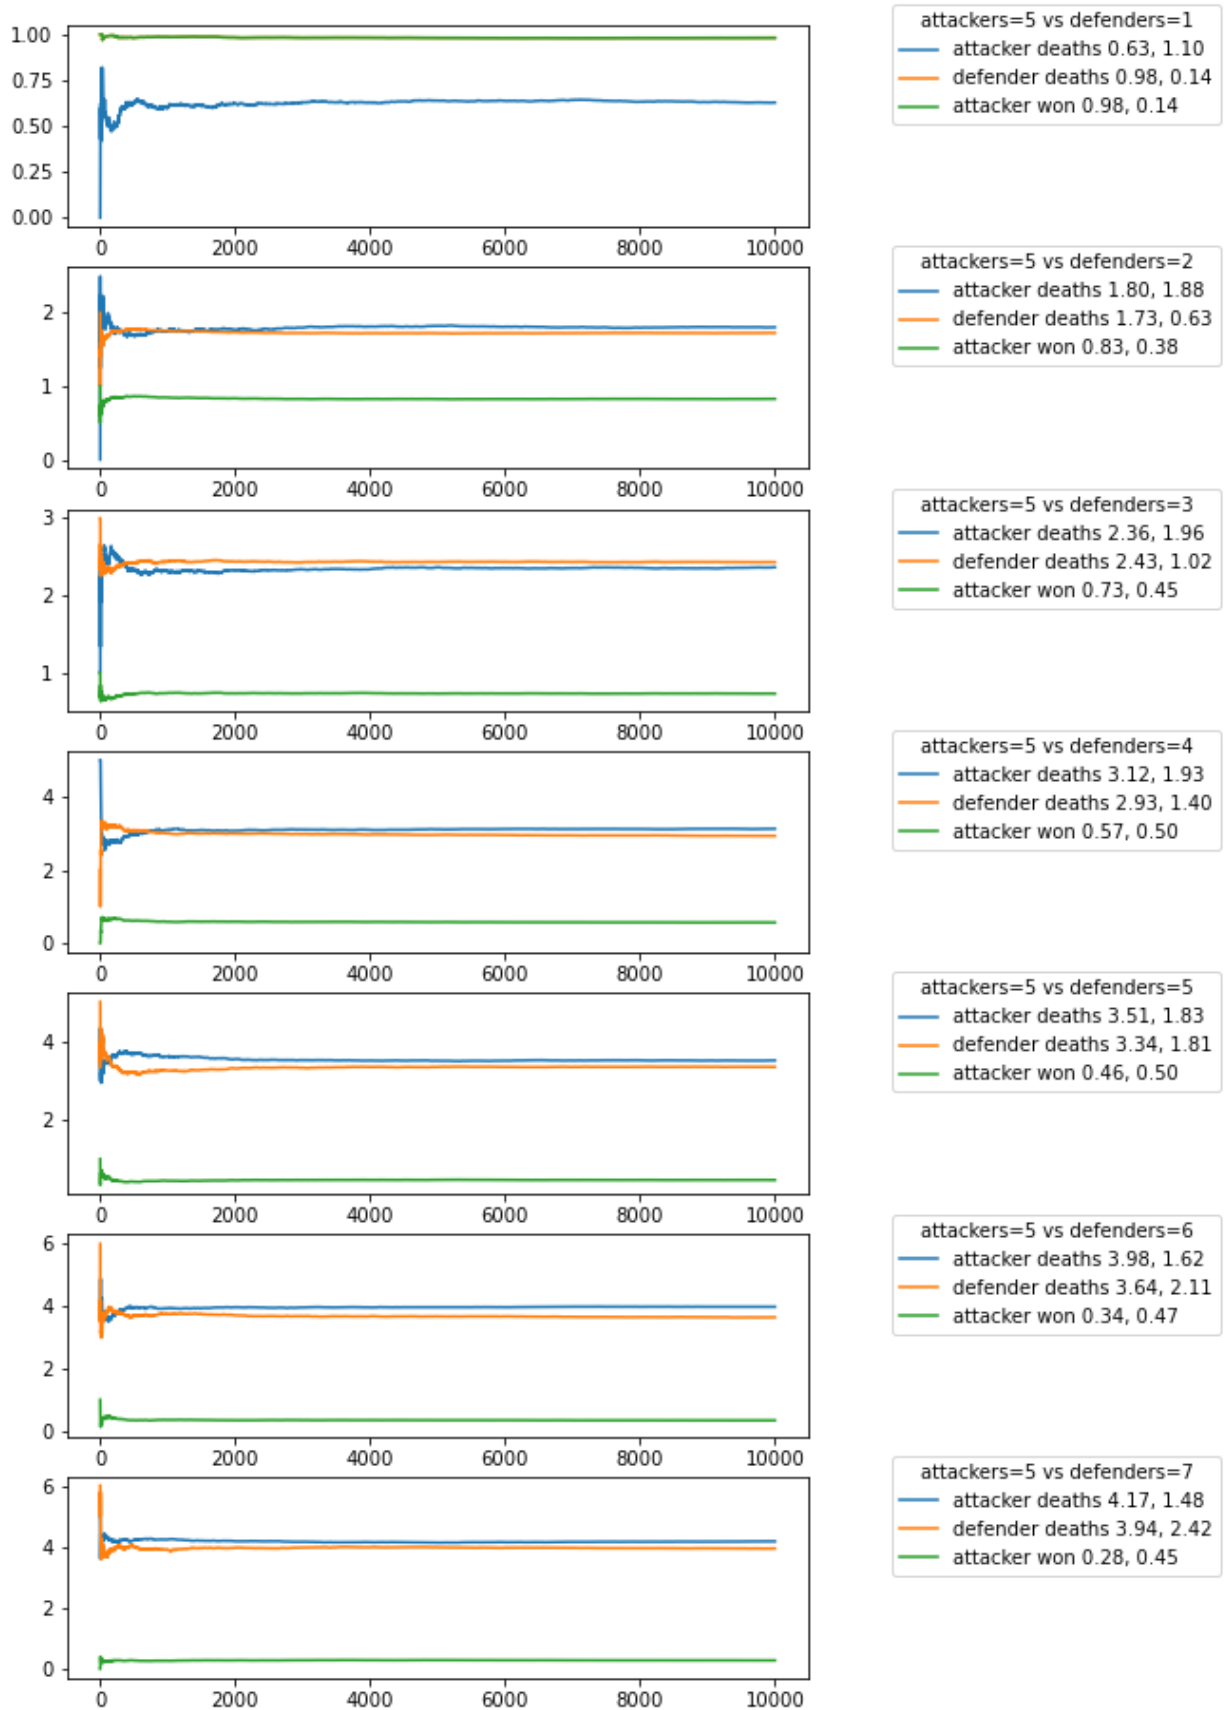 attackers=5 vs defenders=1
attacker deaths 0.63, 1.10
defender deaths 0.98, 0.14
attacker won 0.98, 0.14
1.00
0.75
0.50
0.25
0.00
0 2000 4000 6000 8000 10000
attackers=5 vs defenders=2
attacker deaths 1.80, 1.88
defender deaths 1.73, 0.63
attacker won 0.83, 0.38
2
1
0
0 2000 4000 6000 8000 10000
attackers=5 vs defenders=3
attacker deaths 2.36, 1.96
defender deaths 2.43, 1.02
attacker won 0.73, 0.45
3
2
1
0 2000 4000 6000 8000 10000
attackers=5 vs defenders=4
attacker deaths 3.12, 1.93
defender deaths 2.93, 1.40
attacker won 0.57, 0.50
4
2
0
0 2000 4000 6000 8000 10000
attackers=5 vs defenders=5
attacker deaths 3.51, 1.83
defender deaths 3.34, 1.81
attacker won 0.46, 0.50
4
2
0 2000 4000 6000 8000 10000
attackers=5 vs defenders=6
attacker deaths 3.98, 1.62
defender deaths 3.64, 2.11
attacker won 0.34, 0.47
6
4
2
0
0 2000 4000 6000 8000 10000
attackers=5 vs defenders=7
attacker deaths 4.17, 1.48
defender deaths 3.94, 2.42
attacker won 0.28, 0.45
6
4
2
0
0 2000 4000 6000 8000 10000